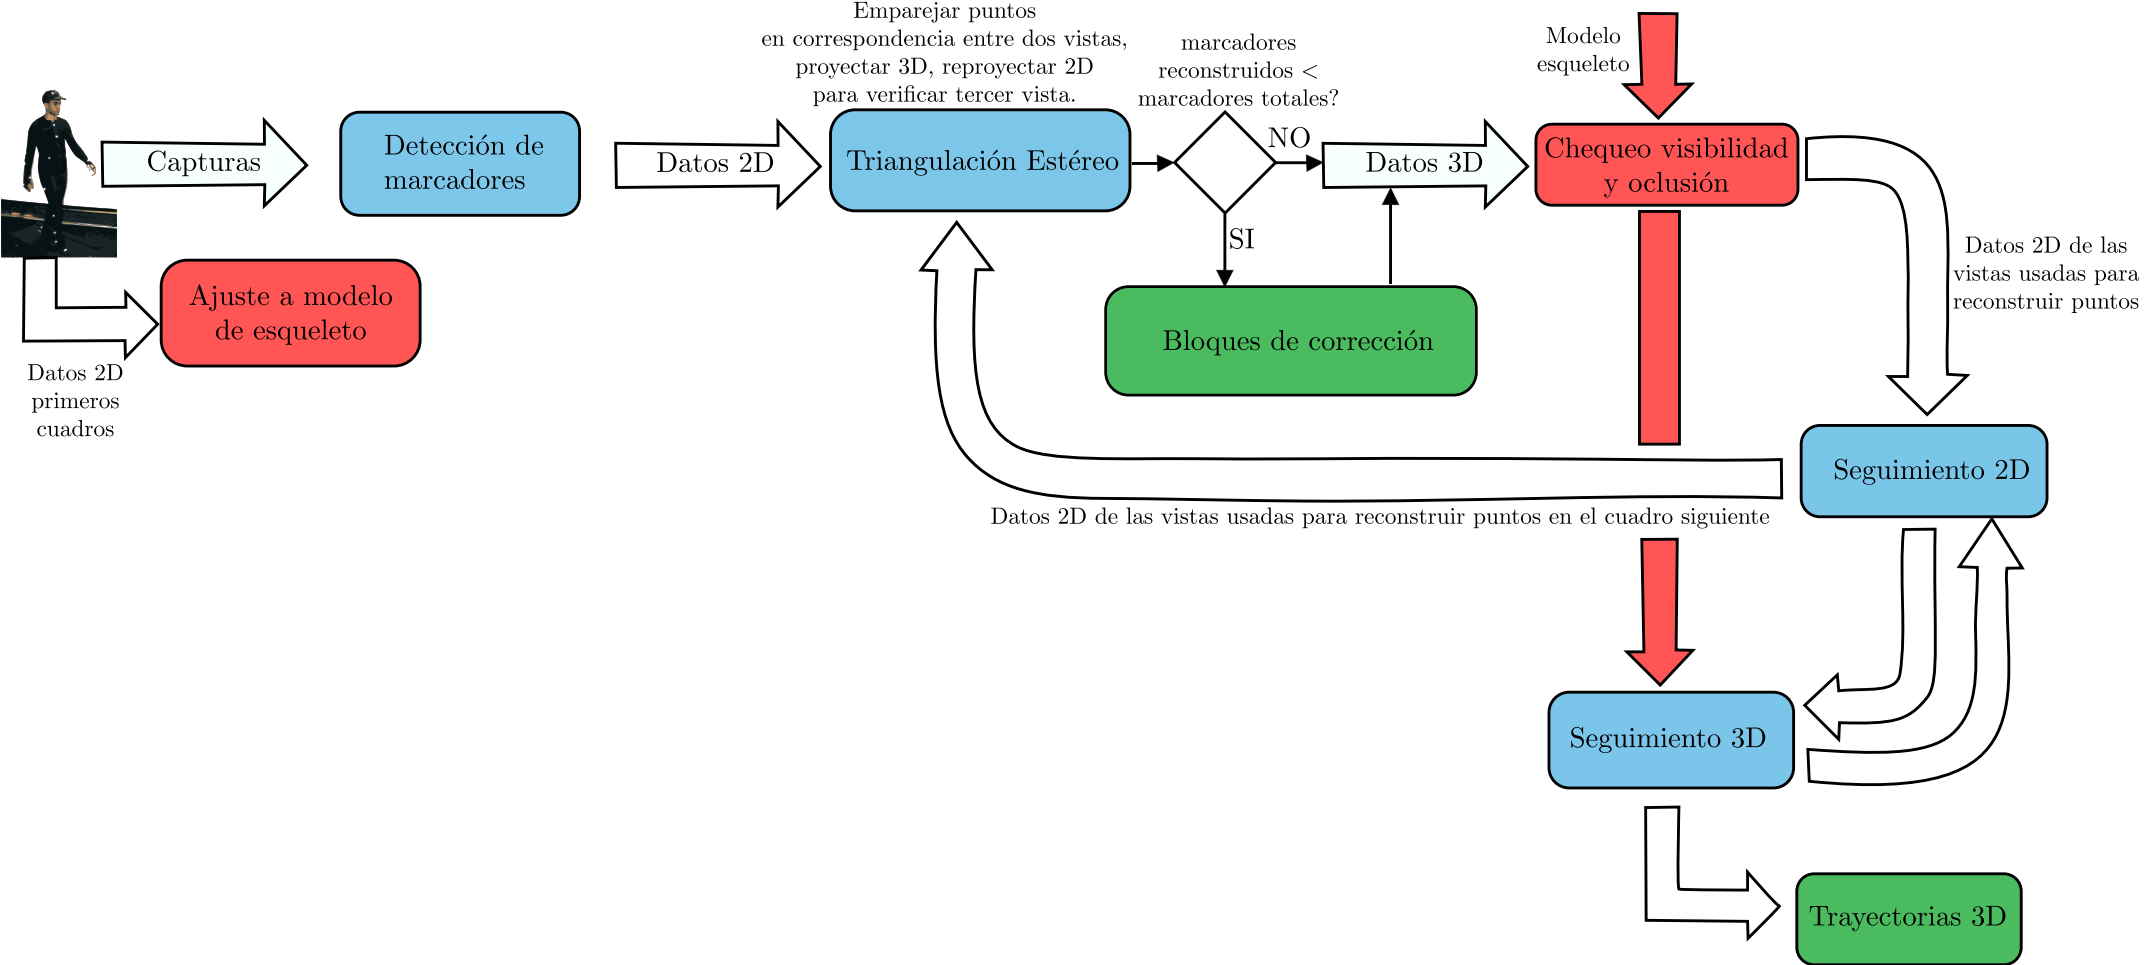 Emparejar puntos
en correspondencia entre dos vistas,
proyectar 3D, reproyectar 2D
para verificar tercer vista.
marcadores
reconstruidos <
marcadores totales?
Modelo
esqueleto
Capturas
Detección de
marcadores
Datos 2D
Triangulación Estéreo
NO
SI
Datos 3D
Chequeo visibilidad
y oclusión
Datos 2D de las
vistas usadas para
reconstruir puntos
Ajuste a modelo
de esqueleto
Datos 2D
primeros
cuadros
Bloques de corrección
Seguimiento 2D
Datos 2D de las vistas usadas para reconstruir puntos en el cuadro siguiente
Seguimiento 3D
Trayectorias 3D